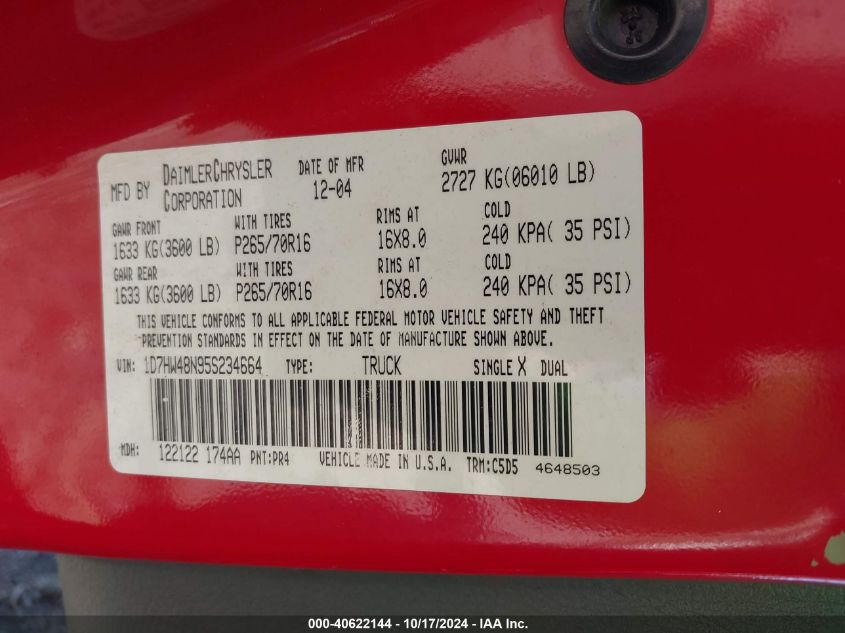 MFD BY DAIMLERCHRYSLER CORPORATION DATE OF MFR 12-04 GVWR 2727 KG(06010 LB)
GAWR FRONT WITH TIRES RIMS AT COLD
1633 KG(3600 LB) P265/70R16 16X8.0 240 KPA( 35 PSI)
GAWR REAR WITH TIRES RIMS AT COLD
1633 KG(3600 LB) P265/70R16 16X8.0 240 KPA( 35 PSI)
THIS VEHICLE CONFORMS TO ALL APPLICABLE FEDERAL MOTOR VEHICLE SAFETY AND THEFT
PREVENTION STANDARDS IN EFFECT ON THE DATE OF MANUFACTURE SHOWN ABOVE.
VIN: 1D7HW48N95S234664 TYPE: TRUCK SINGLE X DUAL
MDH: 122122 174AA PNT:PR4 VEHICLE MADE IN U.S.A. TRM:C5D5 4648503
000-40622144 - 10/17/2024 - IAA Inc.